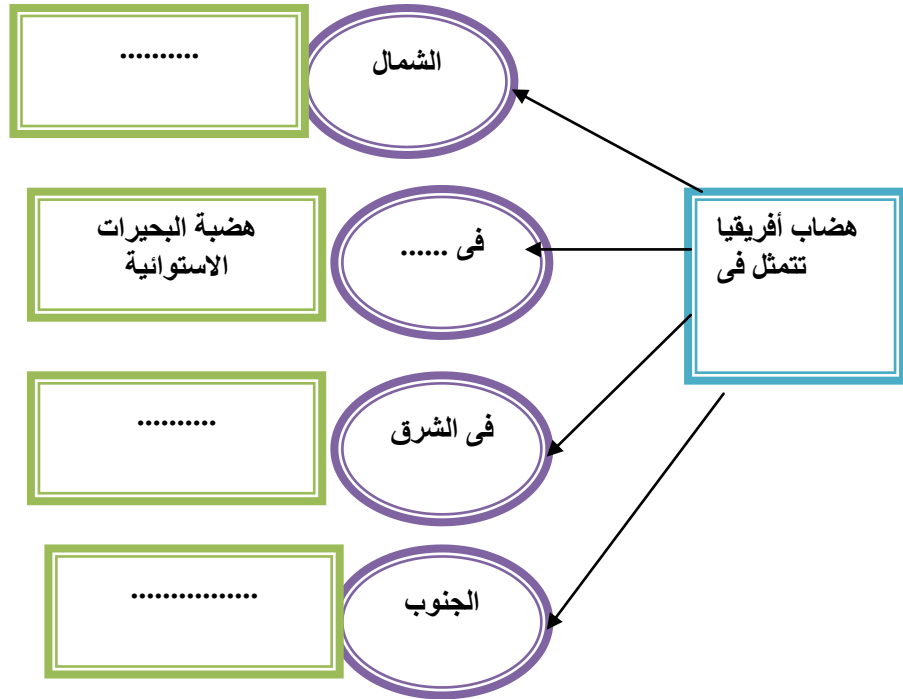 هضاب أفريقيا
تتمثل فى
الشمال
..........
فى ......
هضبة البحيرات
الاستوائية
فى الشرق
..........
الجنوب
................